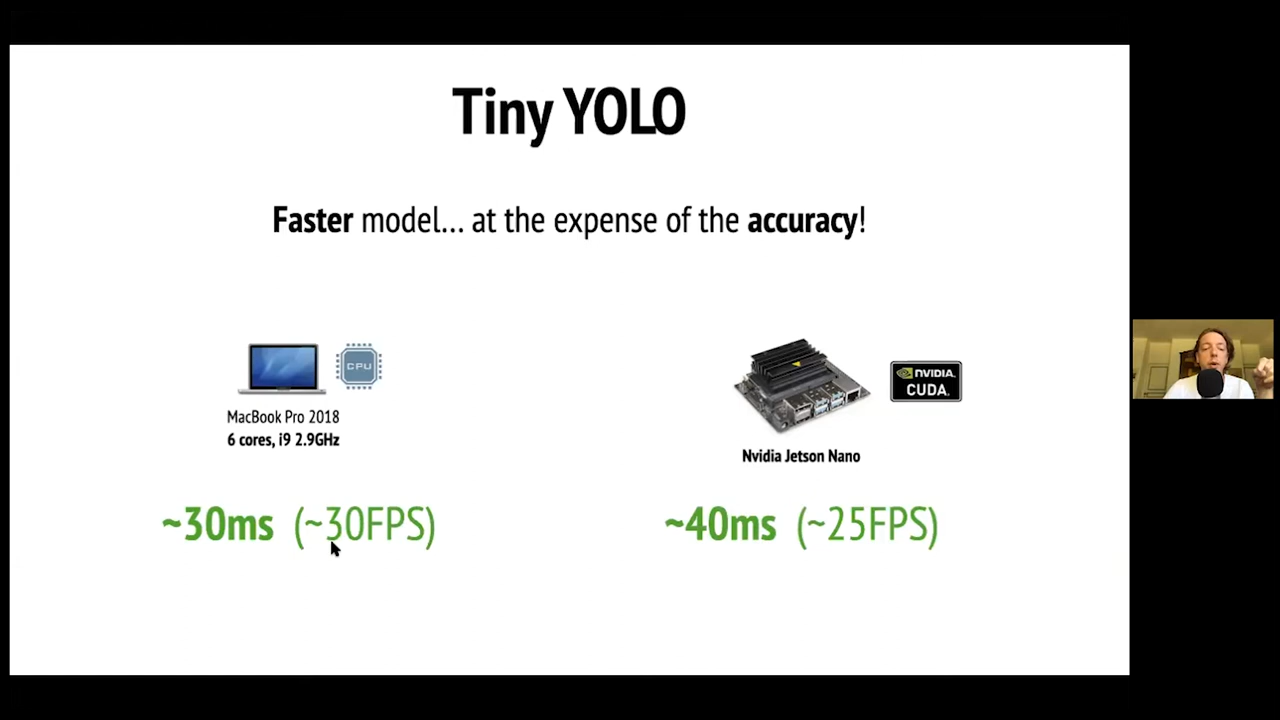 Tiny YOLO
Faster model... at the expense of the accuracy!
CPU
MacBook Pro 2018
6 cores, i9 2.9GHz
~30ms (~30FPS)
NVIDIA.
CUDA.
Nvidia Jetson Nano
~40ms (~25FPS)